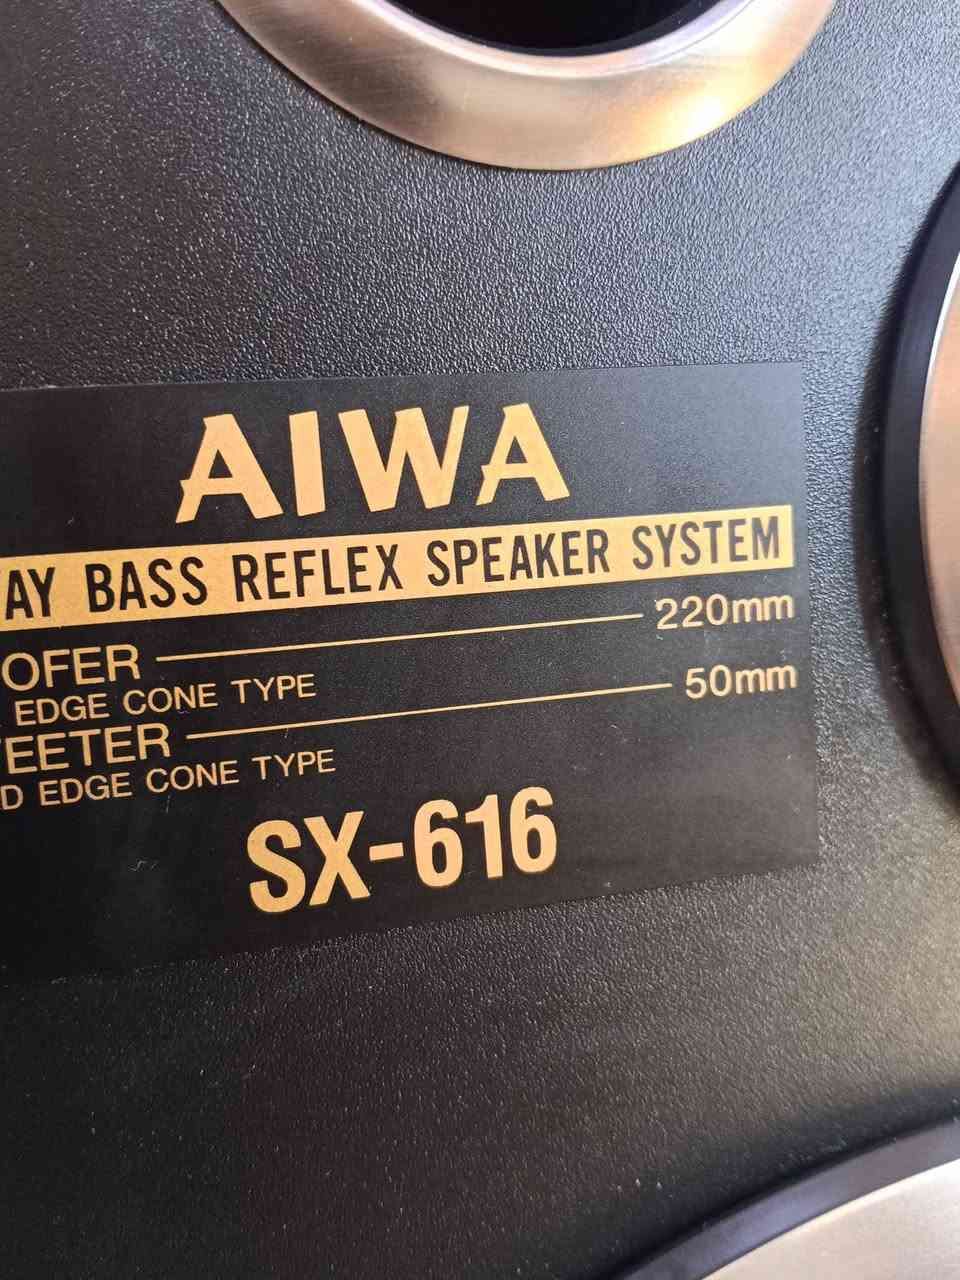 AIWA
AY BASS REFLEX SPEAKER SYSTEM
OFER 220mm
EDGE CONE TYPE
EETER 50mm
D EDGE CONE TYPE
SX-616